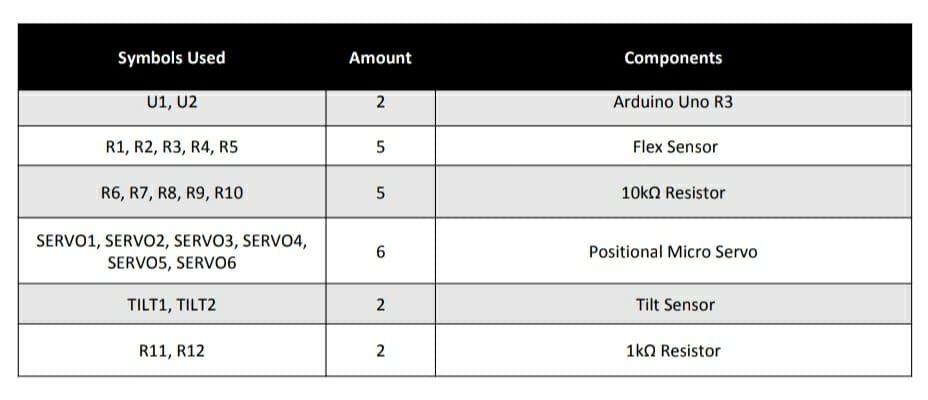 Symbols Used Amount Components
U1, U2 2 Arduino Uno R3
R1, R2, R3, R4, R5 5 Flex Sensor
R6, R7, R8, R9, R10 5 10kΩ Resistor
SERVO1, SERVO2, SERVO3, SERVO4,
SERVO5, SERVO6 6 Positional Micro Servo
TILT1, TILT2 2 Tilt Sensor
R11, R12 2 1kΩ Resistor